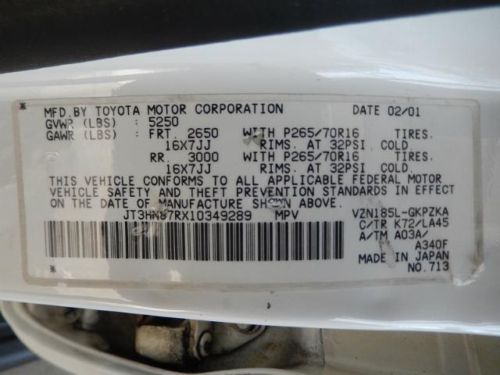 MFD.BY TOYOTA MOTOR CORPORATION DATE 02/01
GVWR (LBS) 5250
GAWR (LBS) FRT. 2650 WITH P265/70R16 TIRES.
16X7JJ RIMS. AT 32PSI. COLD
RR. 3000 WITH P265/70R16 TIRES.
16X7JJ RIMS. AT 32PSI. COLD.
THIS VEHICLE CONFORMS TO ALL APPLICABLE FEDERAL MOTOR
VEHICLE SAFETY AND THEFT PREVENTION STANDARDS IN EFFECT
ON THE DATE OF MANUFACTURE SHOWN ABOVE.
JT3HN87RX10349289 MPV VZN185L-GKPZKA
C/TR K72/LA45
A/TM A03A/
A340F
MADE IN JAPAN
NO.713